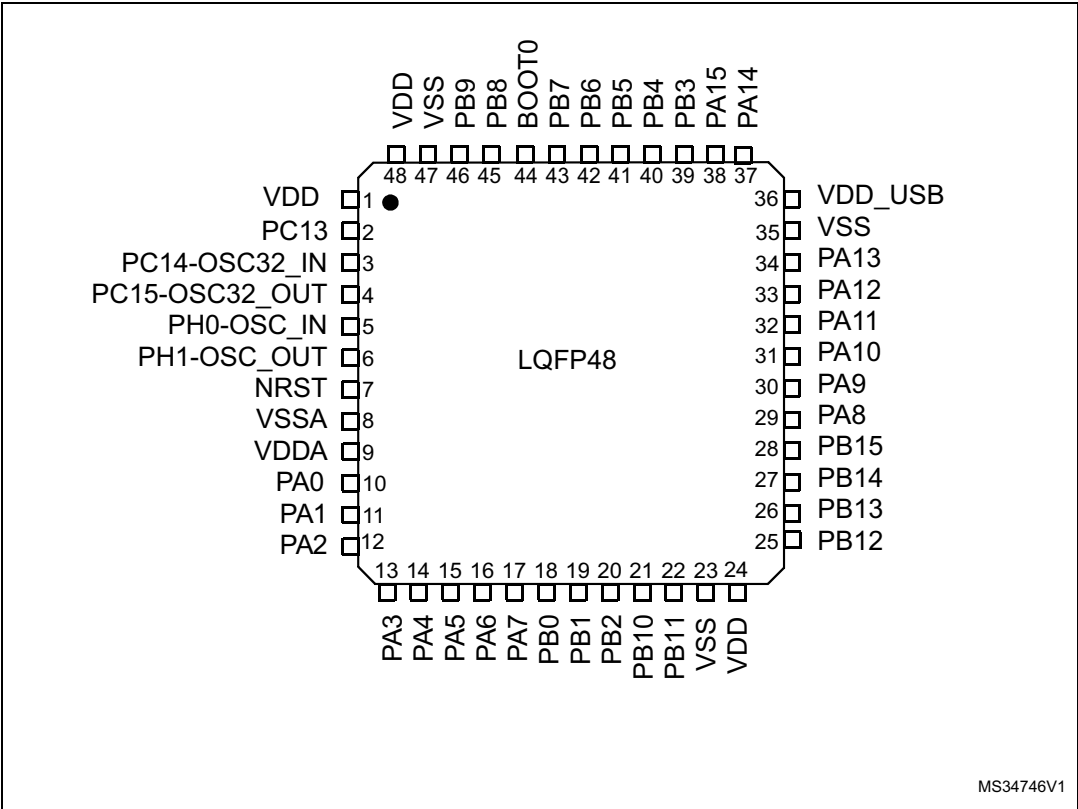 VDD
VSS
PB9
PB8
BOOT0
PB7
PB6
PB5
PB4
PB3
PA15
PA14
48 47 46 45 44 43 42 41 40 39 38 37
VDD 1
PC13 2
PC14-OSC32_IN 3
PC15-OSC32_OUT 4
PH0-OSC_IN 5
PH1-OSC_OUT 6
NRST 7
VSSA 8
VDDA 9
PA0 10
PA1 11
PA2 12
LQFP48
36 VDD_USB
35 VSS
34 PA13
33 PA12
32 PA11
31 PA10
30 PA9
29 PA8
28 PB15
27 PB14
26 PB13
25 PB12
13 14 15 16 17 18 19 20 21 22 23 24
PA3
PA4
PA5
PA6
PA7
PB0
PB1
PB2
PB10
PB11
VSS
VDD
MS34746V1